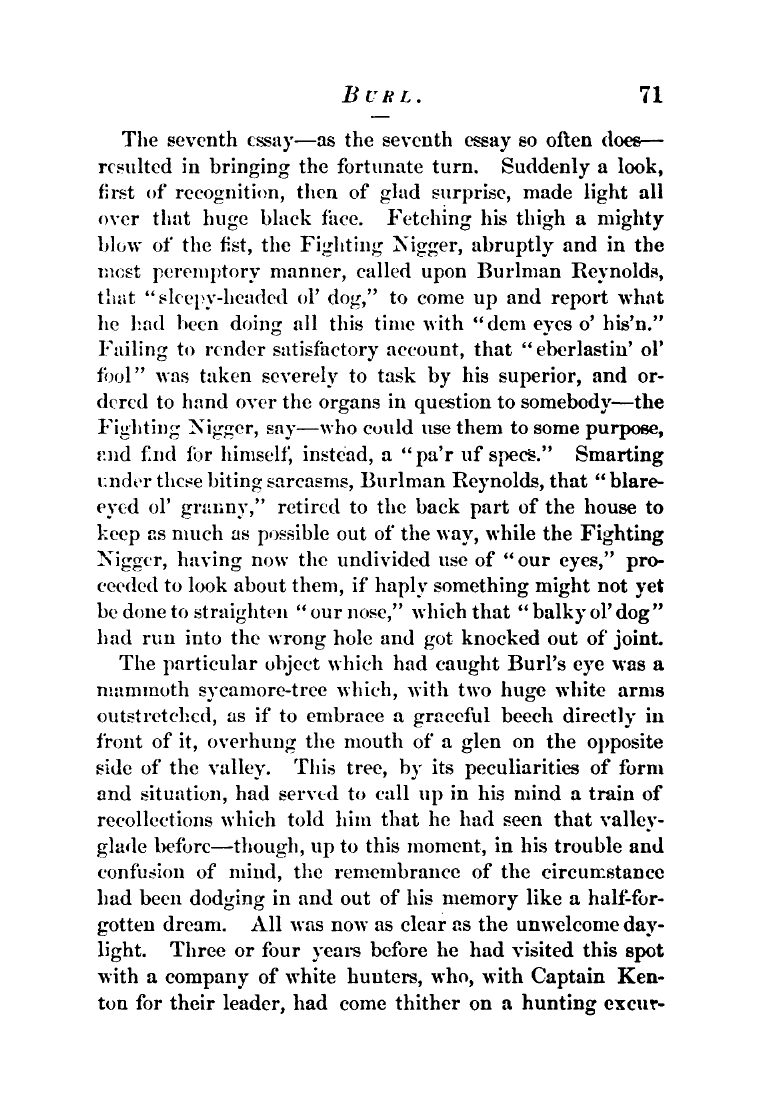 BURL. 71
The seventh essay—as the seventh essay so often does—
resulted in bringing the fortunate turn. Suddenly a look,
first of recognition, then of glad surprise, made light all
over that huge black face. Fetching his thigh a mighty
blow of the fist, the Fighting Nigger, abruptly and in the
most peremptory manner, called upon Burlman Reynolds,
that “sleepy-headed ol’ dog,” to come up and report what
he had been doing all this time with “dem eyes o’ his’n.”
Failing to render satisfactory account, that “eberlastin’ ol’
fool” was taken severely to task by his superior, and or-
dered to hand over the organs in question to somebody—the
Fighting Nigger, say—who could use them to some purpose,
and find for himself, instead, a “pa’r uf specs.” Smarting
under these biting sarcasms, Burlman Reynolds, that “blare-
eyed ol’ granny,” retired to the back part of the house to
keep as much as possible out of the way, while the Fighting
Nigger, having now the undivided use of “our eyes,” pro-
ceeded to look about them, if haply something might not yet
be done to straighten “our nose,” which that “balky ol’ dog”
had run into the wrong hole and got knocked out of joint.
The particular object which had caught Burl’s eye was a
mammoth sycamore-tree which, with two huge white arms
outstretched, as if to embrace a graceful beech directly in
front of it, overhung the mouth of a glen on the opposite
side of the valley. This tree, by its peculiarities of form
and situation, had served to call up in his mind a train of
recollections which told him that he had seen that valley-
glade before—though, up to this moment, in his trouble and
confusion of mind, the remembrance of the circumstance
had been dodging in and out of his memory like a half-for-
gotten dream. All was now as clear as the unwelcome day-
light. Three or four years before he had visited this spot
with a company of white hunters, who, with Captain Ken-
ton for their leader, had come thither on a hunting excur-